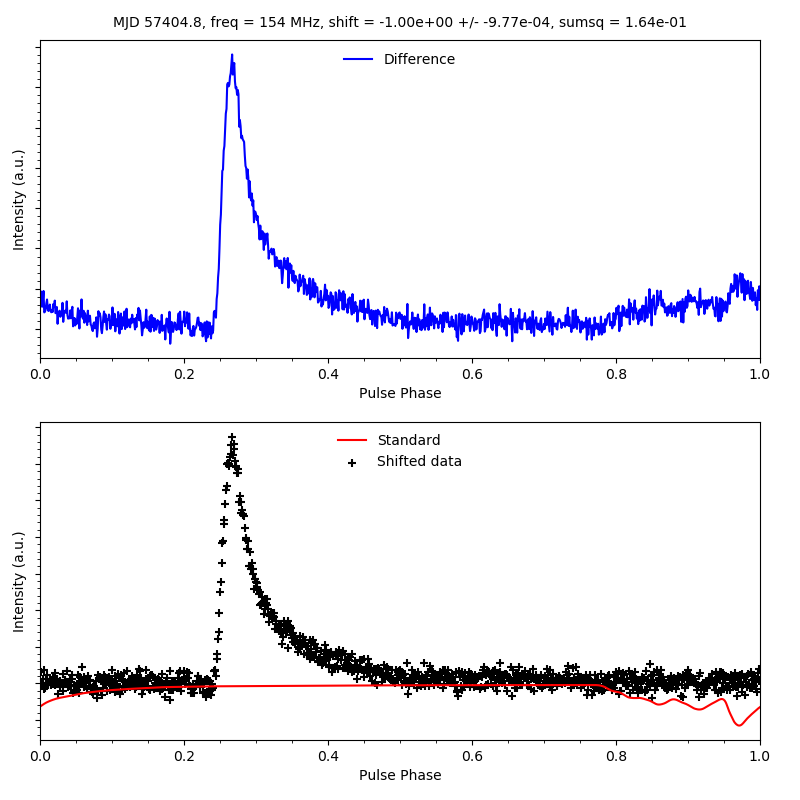 MJD 57404.8, freq = 154 MHz, shift = -1.00e+00 +/- -9.77e-04, sumsq = 1.64e-01
Difference
Intensity (a.u.)
0.0 0.2 0.4 0.6 0.8 1.0
Pulse Phase
Standard
Shifted data
Intensity (a.u.)
0.0 0.2 0.4 0.6 0.8 1.0
Pulse Phase